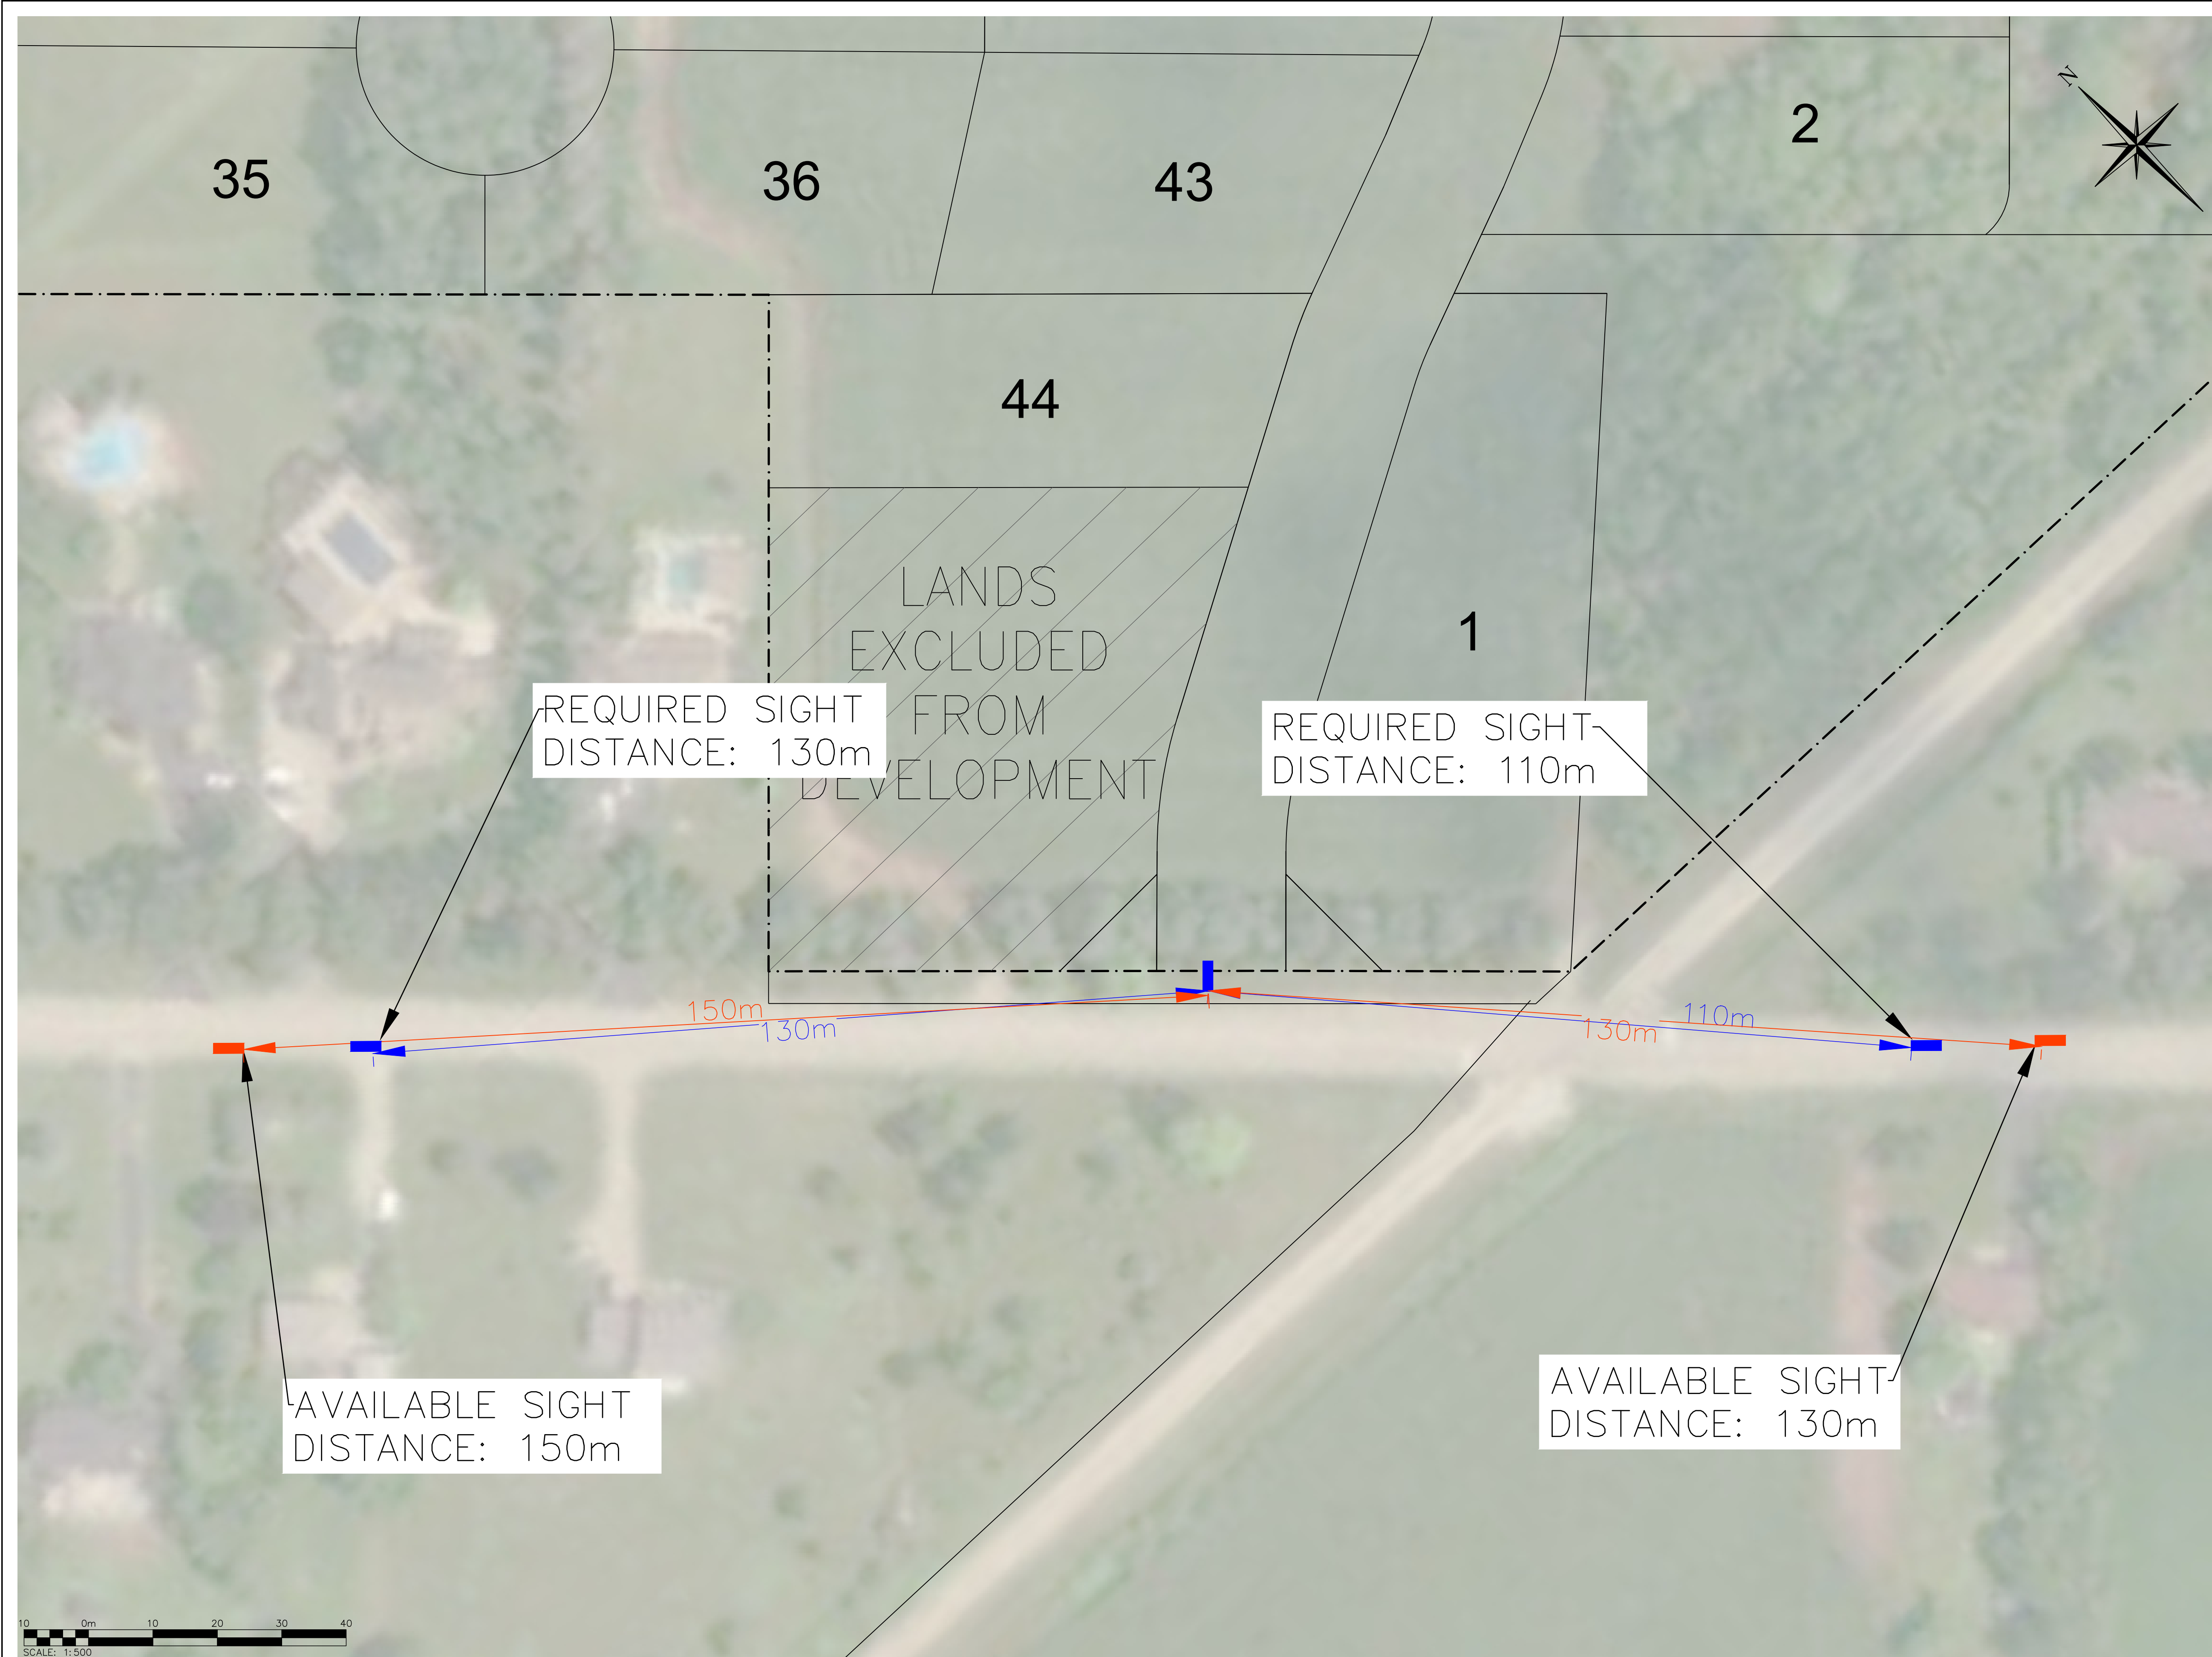 N
2
35
36
43
44
LANDS
EXCLUDED
FROM
DEVELOPMENT
1
REQUIRED SIGHT
DISTANCE: 130m
REQUIRED SIGHT
DISTANCE: 110m
150m
130m
110m
130m
AVAILABLE SIGHT
DISTANCE: 150m
AVAILABLE SIGHT
DISTANCE: 130m
10 0m 10 20 30 40
SCALE: 1:500